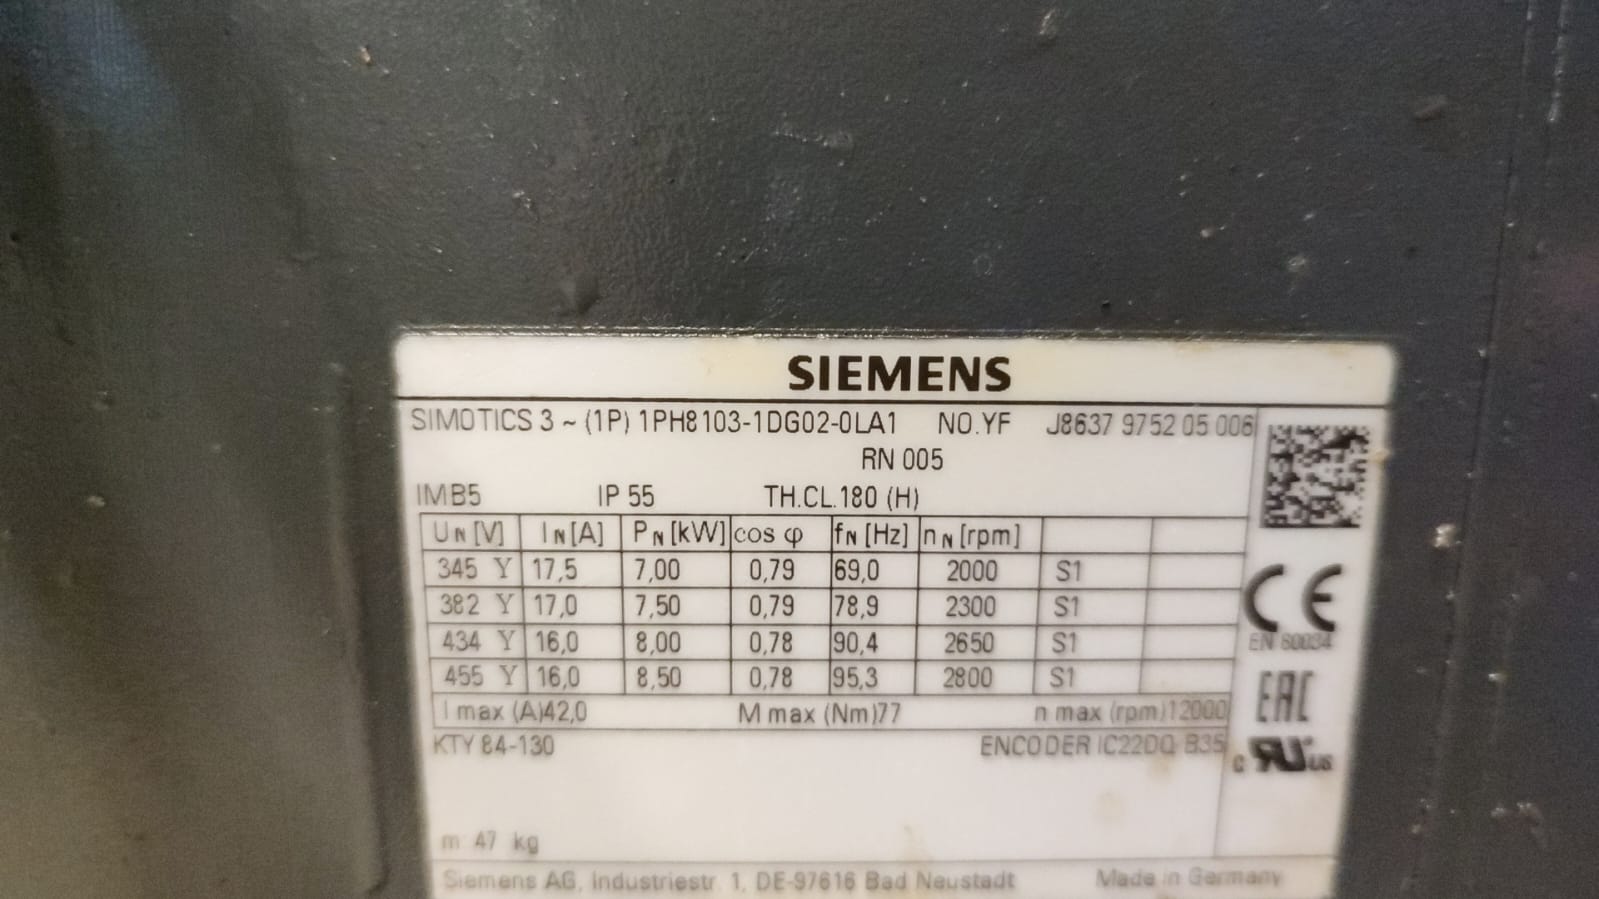 SIEMENS
SIMOTICS 3 ~ (1P) 1PH8103-1DG02-0LA1 NO.YF J8637 9752 05 006
RN 005
IMB5 IP 55 TH.CL.180 (H)
UN [V] IN [A] PN [kW] cos φ fN [Hz] nN [rpm]
345 Y 17,5 7,00 0,79 69,0 2000 S1
382 Y 17,0 7,50 0,79 78,9 2300 S1
434 Y 16,0 8,00 0,78 90,4 2650 S1
455 Y 16,0 8,50 0,78 95,3 2800 S1
I max (A)42,0 M max (Nm)77 n max (rpm)12000
KTY 84-130 ENCODER IC22DQ B35
m: 47 kg
Siemens AG, Industriestr. 1, DE-97616 Bad Neustadt Made in Germany
CE
EN 60034
EAC
c RU us